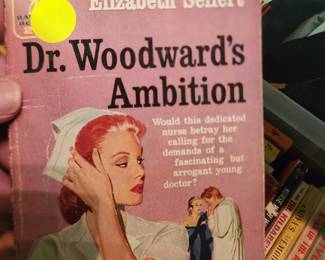 Elizabeth Seifert
Dr. Woodward's
Ambition
Would this dedicated
nurse betray her
calling for the
demands of a
fascinating but
arrogant young
doctor?
KILDARE